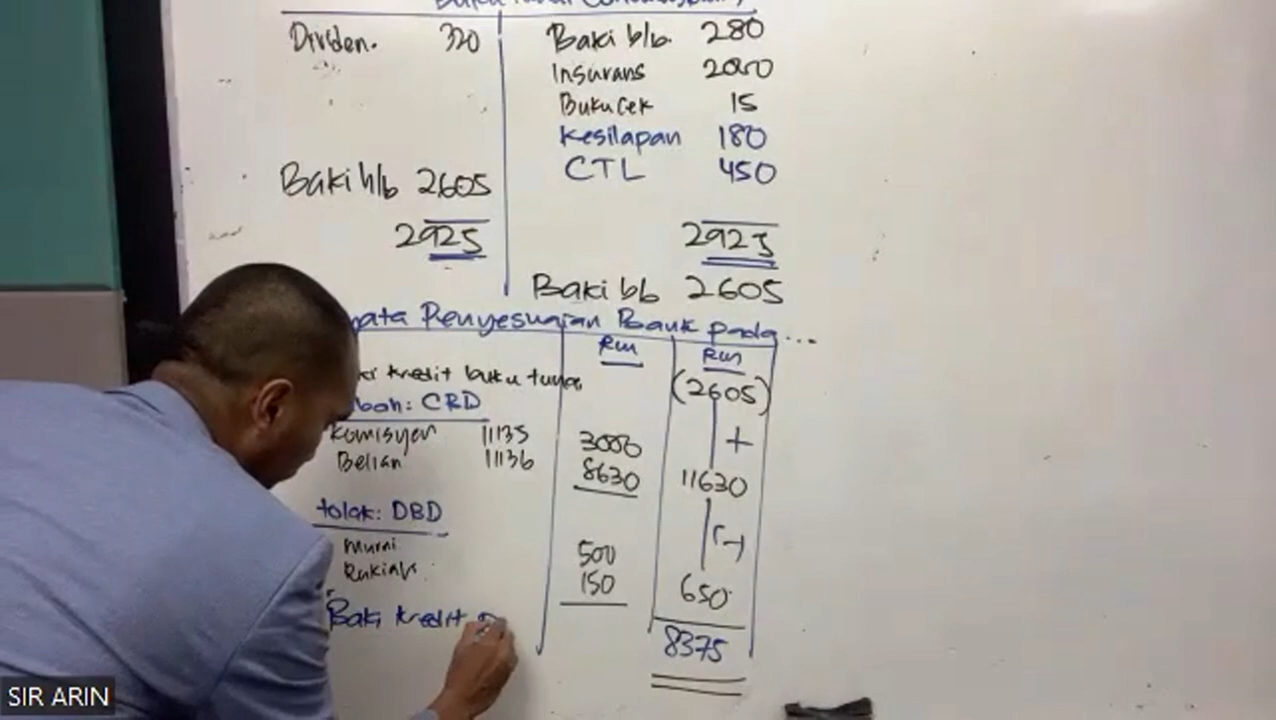 Dividen. 320 Baki b/b. 280
Insurans 2000
Buku Cek 15
Kesilapan 180
CTL 450
Baki h/b 2605
2925 2925
Baki bb 2605
Penyesuaian Bank pada...
RM RM
kredit buku tunai (2605)
CRD
Komisyen 11135 3000 +
Belian 11136 8630 11630
tolak: DBD (-)
Murni 500
Rukiah 150 650
Baki kredit
8375
SIR ARIN